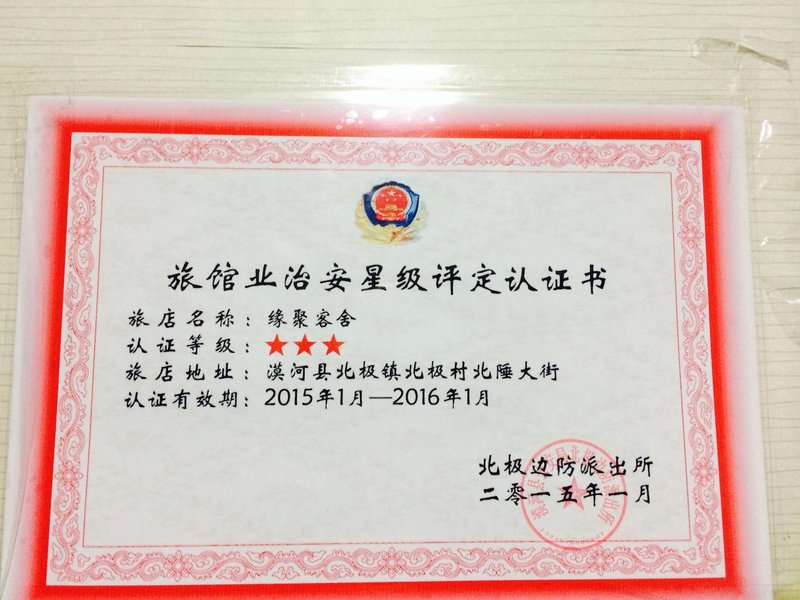 旅馆业治安星级评定认证书
旅店名称：缘聚客舍
认证等级：★★★
旅店地址：漠河县北极镇北极村北陲大街
认证有效期：2015年1月—2016年1月
北极边防派出所
二零一五年一月